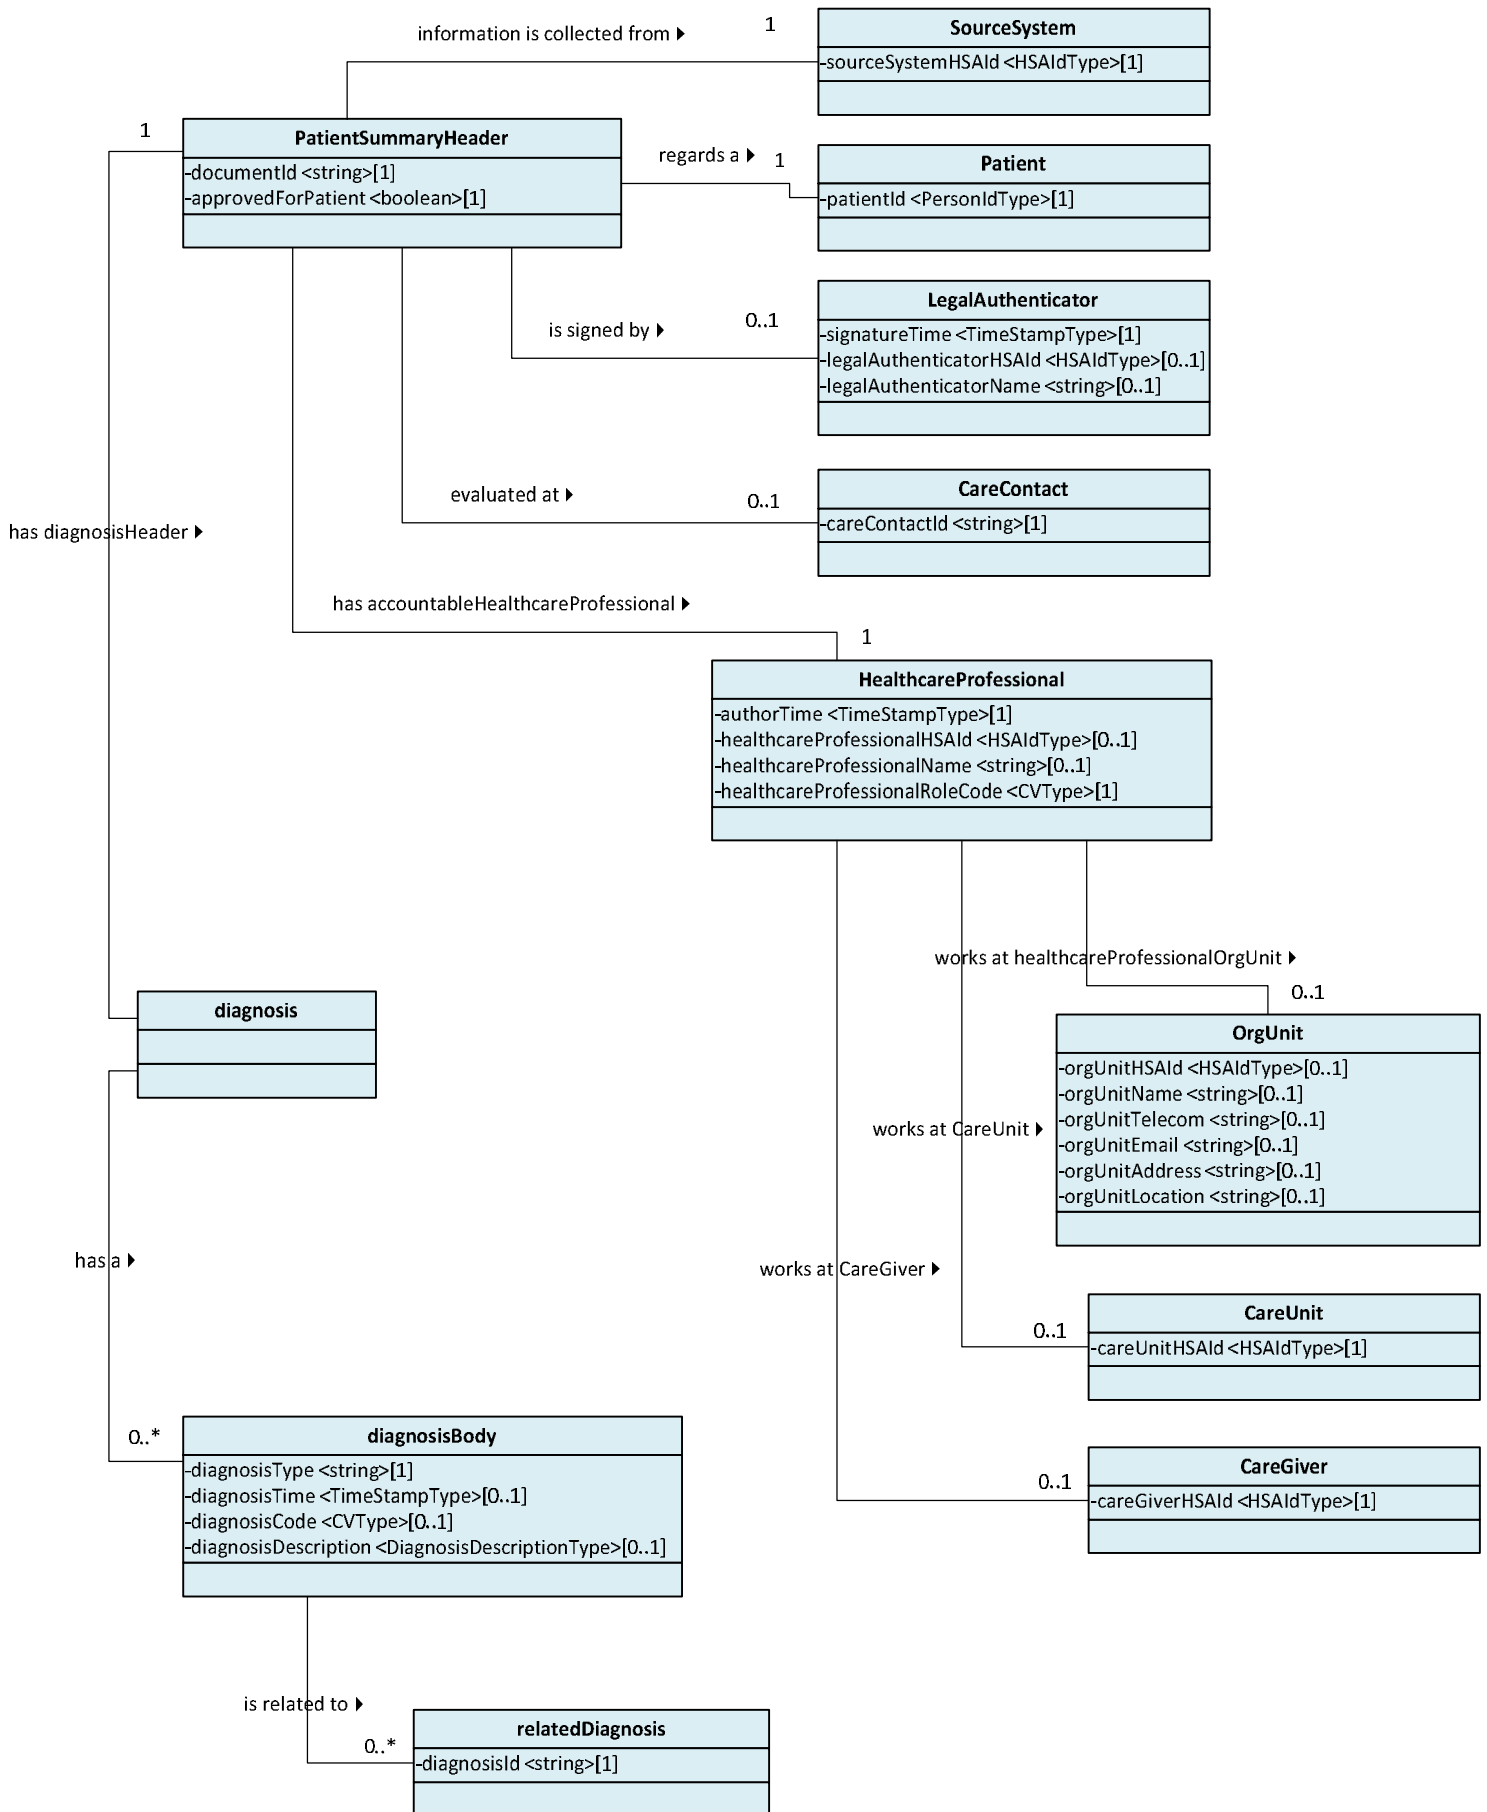 information is collected from
1
SourceSystem
-sourceSystemHSAId <HSAIdType>[1]
1
PatientSummaryHeader
-documentId <string>[1]
-approvedForPatient <boolean>[1]
regards a
1
Patient
-patientId <PersonIdType>[1]
is signed by
0..1
LegalAuthenticator
-signatureTime <TimeStampType>[1]
-legalAuthenticatorHSAId <HSAIdType>[0..1]
-legalAuthenticatorName <string>[0..1]
evaluated at
0..1
CareContact
-careContactId <string>[1]
has diagnosisHeader
has accountableHealthcareProfessional
1
HealthcareProfessional
-authorTime <TimeStampType>[1]
-healthcareProfessionalHSAId <HSAIdType>[0..1]
-healthcareProfessionalName <string>[0..1]
-healthcareProfessionalRoleCode <CVType>[1]
works at healthcareProfessionalOrgUnit
0..1
diagnosis
OrgUnit
-orgUnitHSAId <HSAIdType>[0..1]
-orgUnitName <string>[0..1]
-orgUnitTelecom <string>[0..1]
-orgUnitEmail <string>[0..1]
-orgUnitAddress <string>[0..1]
-orgUnitLocation <string>[0..1]
works at CareUnit
has a
works at CareGiver
0..1
CareUnit
-careUnitHSAId <HSAIdType>[1]
0..*
diagnosisBody
-diagnosisType <string>[1]
-diagnosisTime <TimeStampType>[0..1]
-diagnosisCode <CVType>[0..1]
-diagnosisDescription <DiagnosisDescriptionType>[0..1]
0..1
CareGiver
-careGiverHSAId <HSAIdType>[1]
is related to
0..*
relatedDiagnosis
-diagnosisId <string>[1]